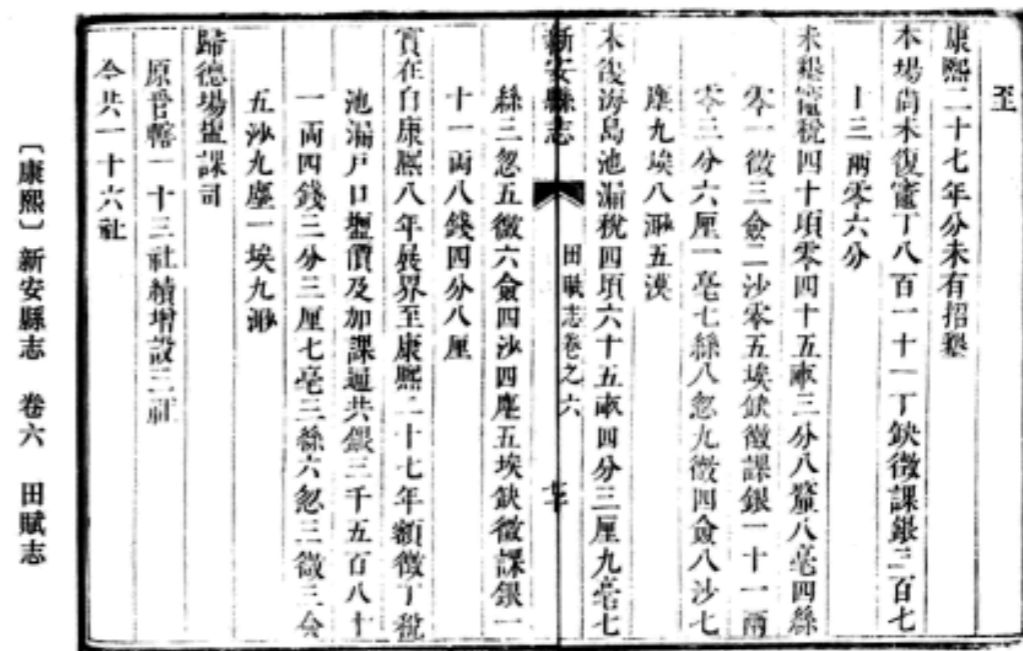 至
康熙二十七年分未有招墾
本場尚未復竈丁八百一十一丁缺徵課銀三百七
十三兩零六分
未墾竈稅四十頃零四十五畝三分八釐八毫四絲
零一微三僉二沙零五埃缺徵課銀一十一兩
零三分六厘一毫七絲八忽九微四僉八沙七
塵九埃八渺五漠
未復海島池漏稅四頃六十五畝四分三厘九毫七
新安縣志 田賦志卷之六
絲三忽五微六僉四沙四塵五埃缺徵課銀一
十一兩八錢四分八厘
實在自康熙八年展界至康熙二十七年額徵丁稅
池漏戶口鹽價及加課通共銀三千五百八十
一兩四錢三分三厘七毫三絲六忽三微三僉
五沙九塵一埃九渺
歸德場鹽課司
原管轄一十三社續增設三社
今共一十六社
〔康熙〕新安縣志 卷六 田賦志